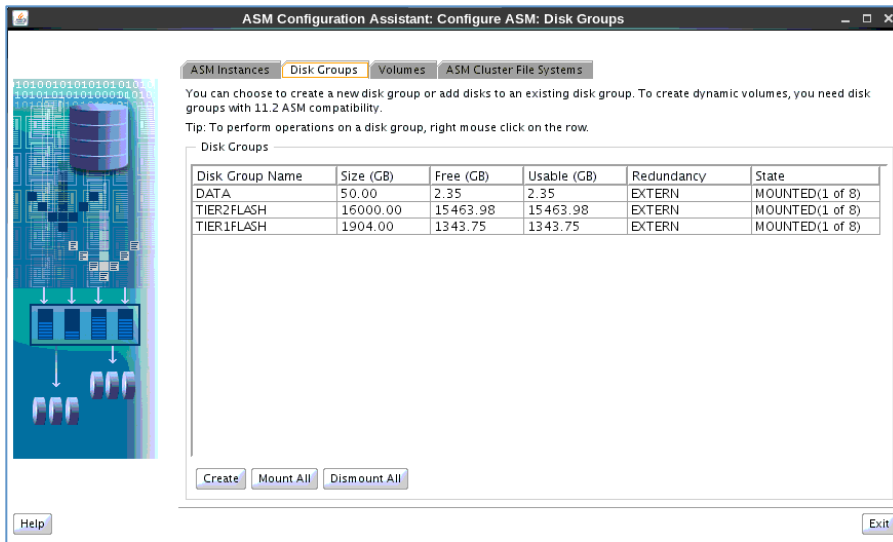 ASM Configuration Assistant: Configure ASM: Disk Groups
ASM Instances Disk Groups Volumes ASM Cluster File Systems
You can choose to create a new disk group or add disks to an existing disk group. To create dynamic volumes, you need disk
groups with 11.2 ASM compatibility.
Tip: To perform operations on a disk group, right mouse click on the row.
Disk Groups
Disk Group Name Size (GB) Free (GB) Usable (GB) Redundancy State
DATA 50.00 2.35 2.35 EXTERN MOUNTED(1 of 8)
TIER2FLASH 16000.00 15463.98 15463.98 EXTERN MOUNTED(1 of 8)
TIER1FLASH 1904.00 1343.75 1343.75 EXTERN MOUNTED(1 of 8)
Create Mount All Dismount All
Help Exit